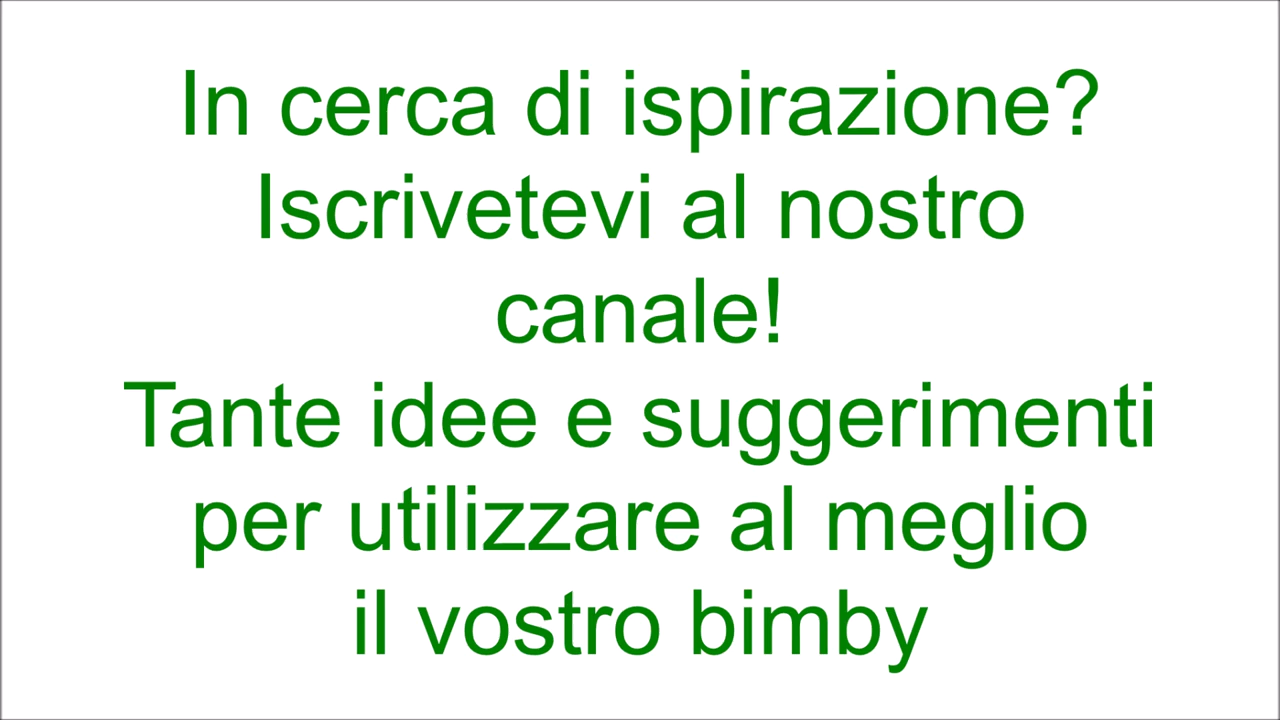 In cerca di ispirazione?
Iscrivetevi al nostro
canale!
Tante idee e suggerimenti
per utilizzare al meglio
il vostro bimby